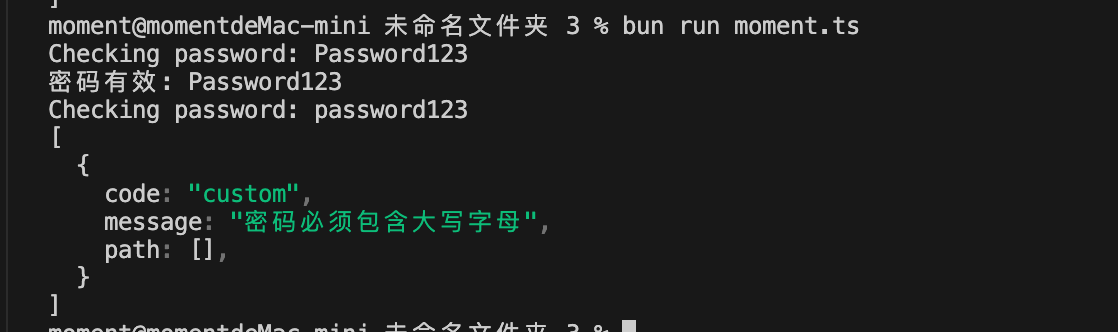 ]
moment@momentdeMac-mini 未命名文件夹 3 % bun run moment.ts
Checking password: Password123
密码有效: Password123
Checking password: password123
[
  {
    code: "custom",
    message: "密码必须包含大写字母",
    path: [],
  }
]
moment@momentdeMac-mini 未命名文件夹 3 %